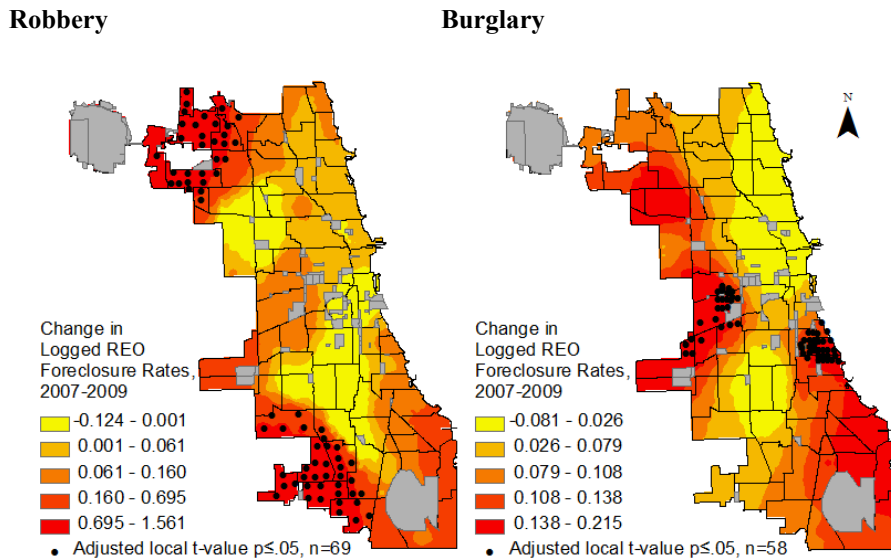 Robbery
Burglary
N
Change in
Logged REO
Foreclosure Rates,
2007-2009
-0.124 - 0.001
0.001 - 0.061
0.061 - 0.160
0.160 - 0.695
0.695 - 1.561
Adjusted local t-value p≤.05, n=69
Change in
Logged REO
Foreclosure Rates,
2007-2009
-0.081 - 0.026
0.026 - 0.079
0.079 - 0.108
0.108 - 0.138
0.138 - 0.215
Adjusted local t-value p≤.05, n=58